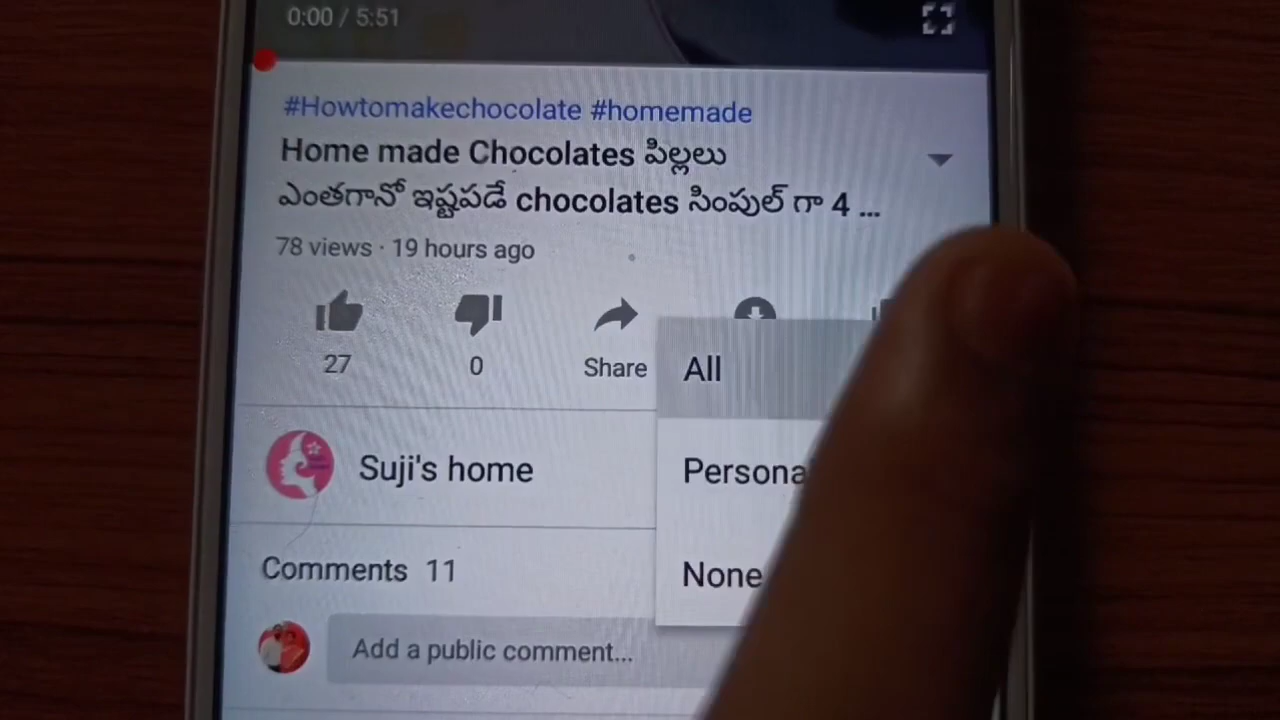 0:00 / 5:51
#Howtomakechocolate #homemade
Home made Chocolates పిల్లలు
ఎంతగానో ఇష్టపడే chocolates సింపుల్ గా 4 ...
78 views · 19 hours ago
27
0
Share
All
Suji's home
Persona
None
Comments 11
Add a public comment...